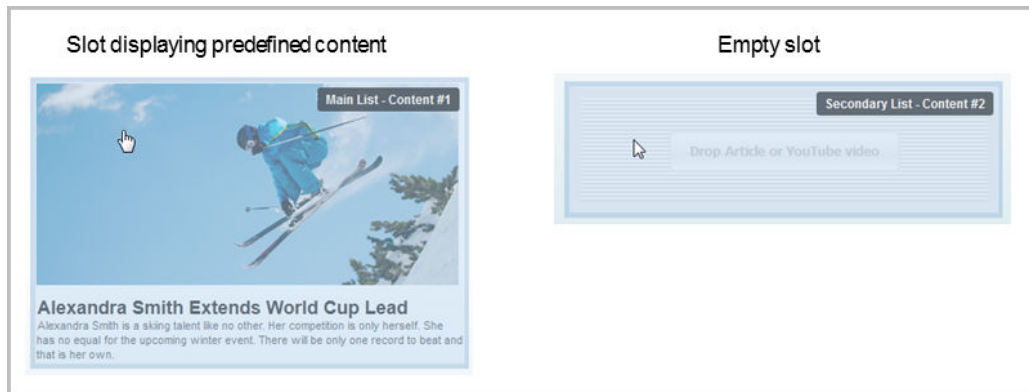 Slot displaying predefined content
Empty slot
Main List - Content #1
Secondary List - Content #2
Drop Article or YouTube video
Alexandra Smith Extends World Cup Lead
Alexandra Smith is a skiing talent like no other. Her competition is only herself. She
has no equal for the upcoming winter event. There will be only one record to beat and
that is her own.